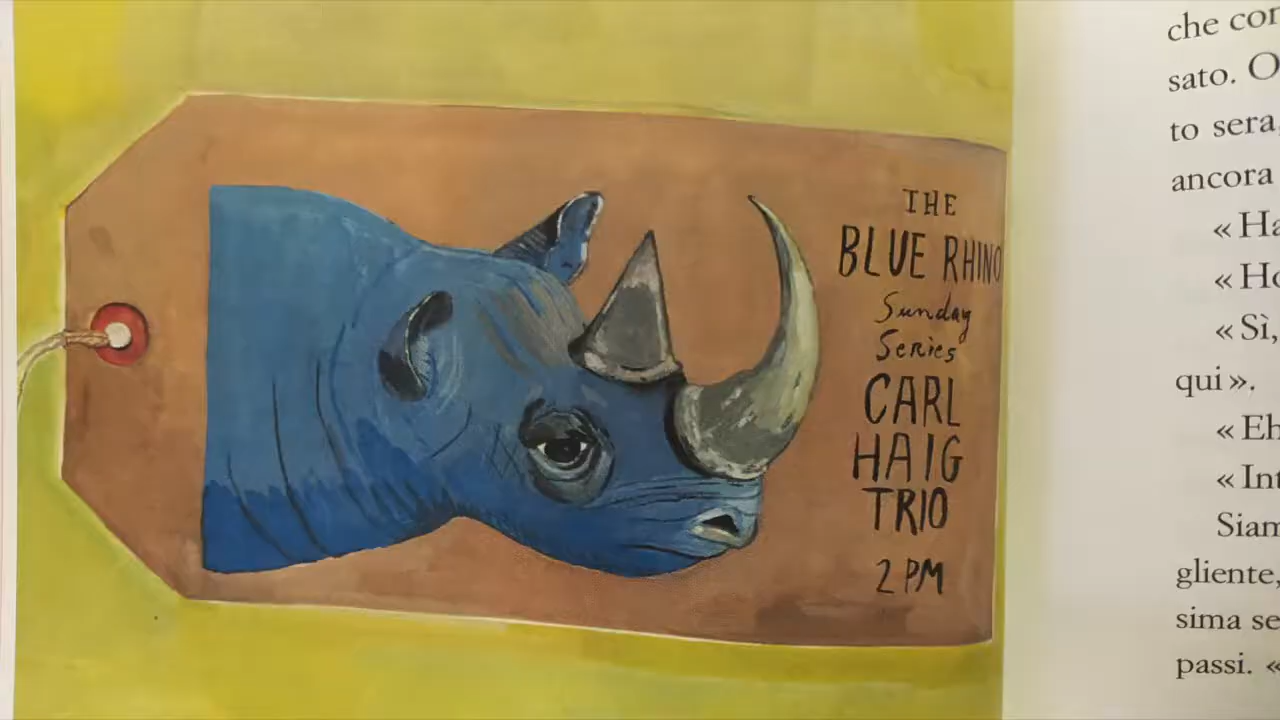 THE
BLUE RHINO
Sunday
Series
CARL
HAIG
TRIO
2 PM
che con
sato. O
to sera,
ancora
« Ha
« Ho
« Sì,
qui ».
« Eh
« Int
Siam
gliente,
sima se
passi. «